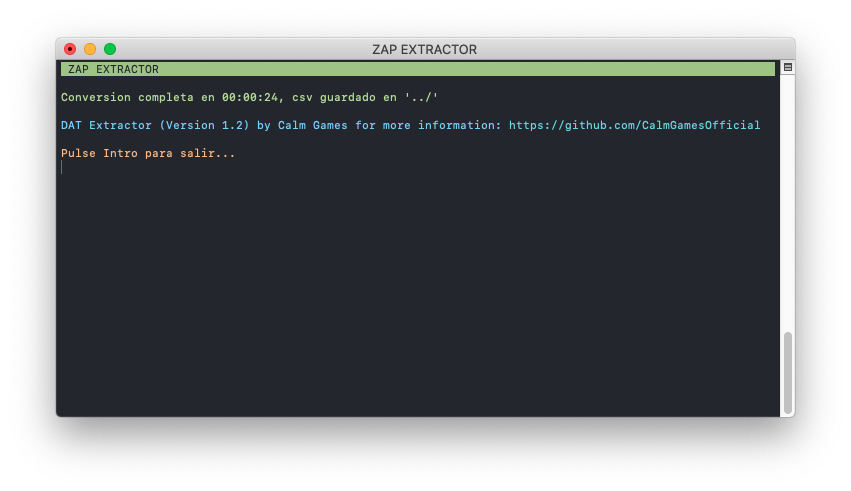 ZAP EXTRACTOR
ZAP EXTRACTOR
Conversion completa en 00:00:24, csv guardado en '../'
DAT Extractor (Version 1.2) by Calm Games for more information: https://github.com/CalmGamesOfficial
Pulse Intro para salir...